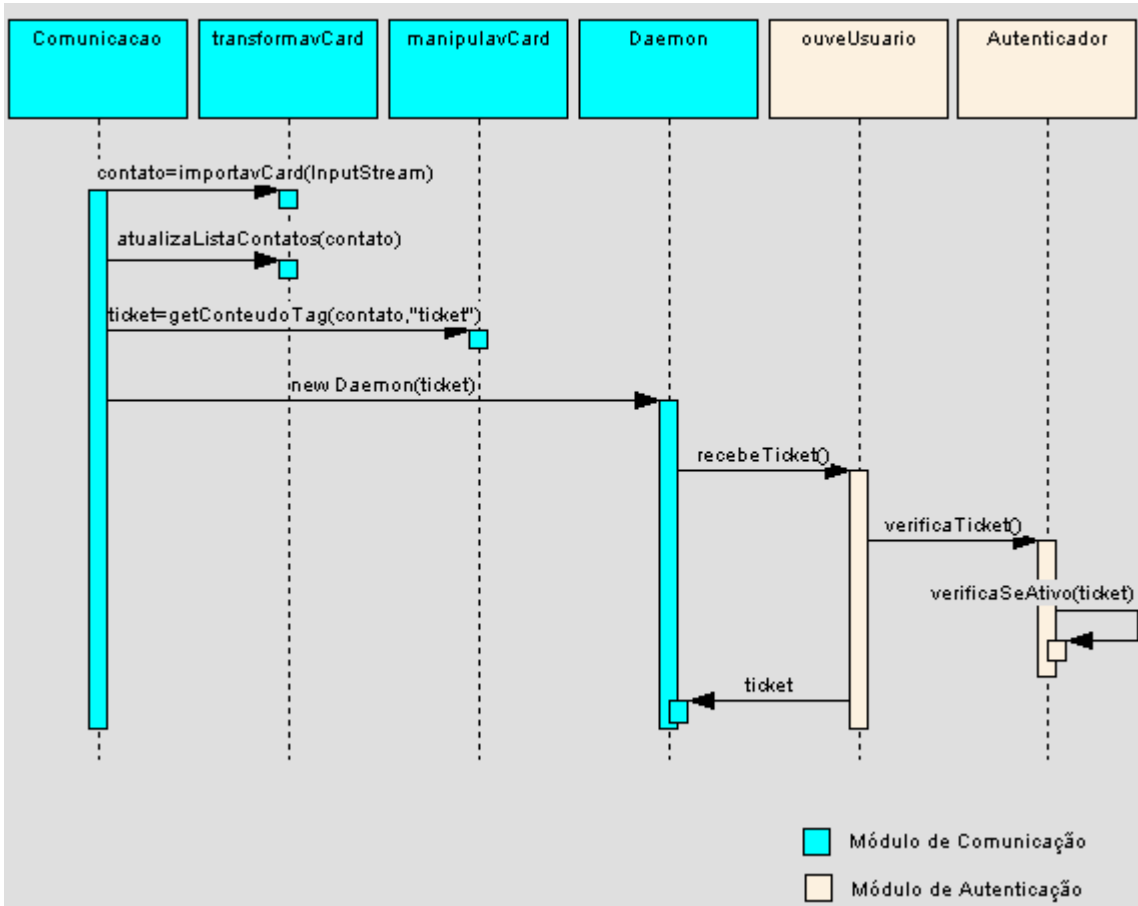 Comunicacao
transformavCard
manipulavCard
Daemon
ouveUsuario
Autenticador
contato=importavCard(InputStream)
atualizaListaContatos(contato)
ticket=getConteudoTag(contato,"ticket")
new Daemon(ticket)
recebeTicket()
verificaTicket()
verificaSeAtivo(ticket)
ticket
Módulo de Comunicação
Módulo de Autenticação